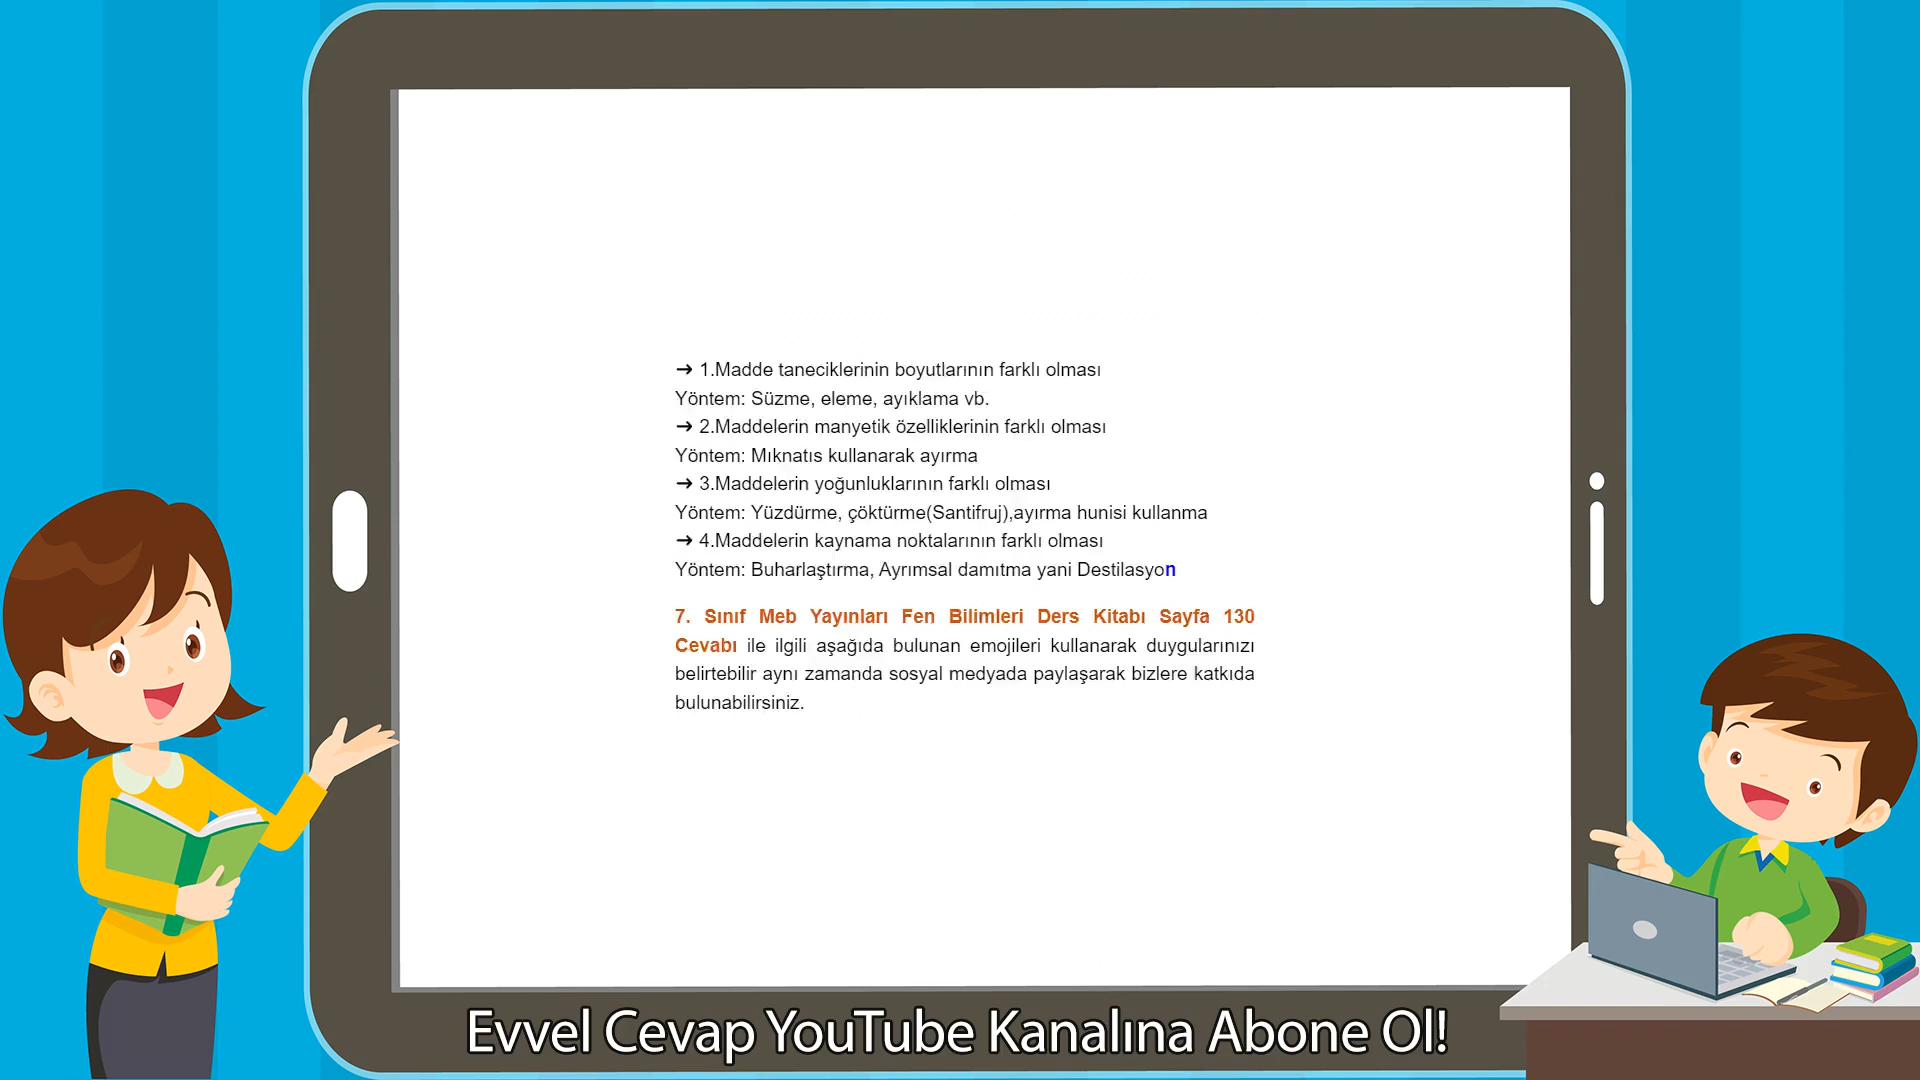 ➜ 1.Madde taneciklerinin boyutlarının farklı olması
Yöntem: Süzme, eleme, ayıklama vb.
➜ 2.Maddelerin manyetik özelliklerinin farklı olması
Yöntem: Mıknatıs kullanarak ayırma
➜ 3.Maddelerin yoğunluklarının farklı olması
Yöntem: Yüzdürme, çöktürme(Santifruj),ayırma hunisi kullanma
➜ 4.Maddelerin kaynama noktalarının farklı olması
Yöntem: Buharlaştırma, Ayrımsal damıtma yani Destilasyon
7. Sınıf Meb Yayınları Fen Bilimleri Ders Kitabı Sayfa 130
Cevabı ile ilgili aşağıda bulunan emojileri kullanarak duygularınızı
belirtebilir aynı zamanda sosyal medyada paylaşarak bizlere katkıda
bulunabilirsiniz.
Evvel Cevap YouTube Kanalına Abone Ol!